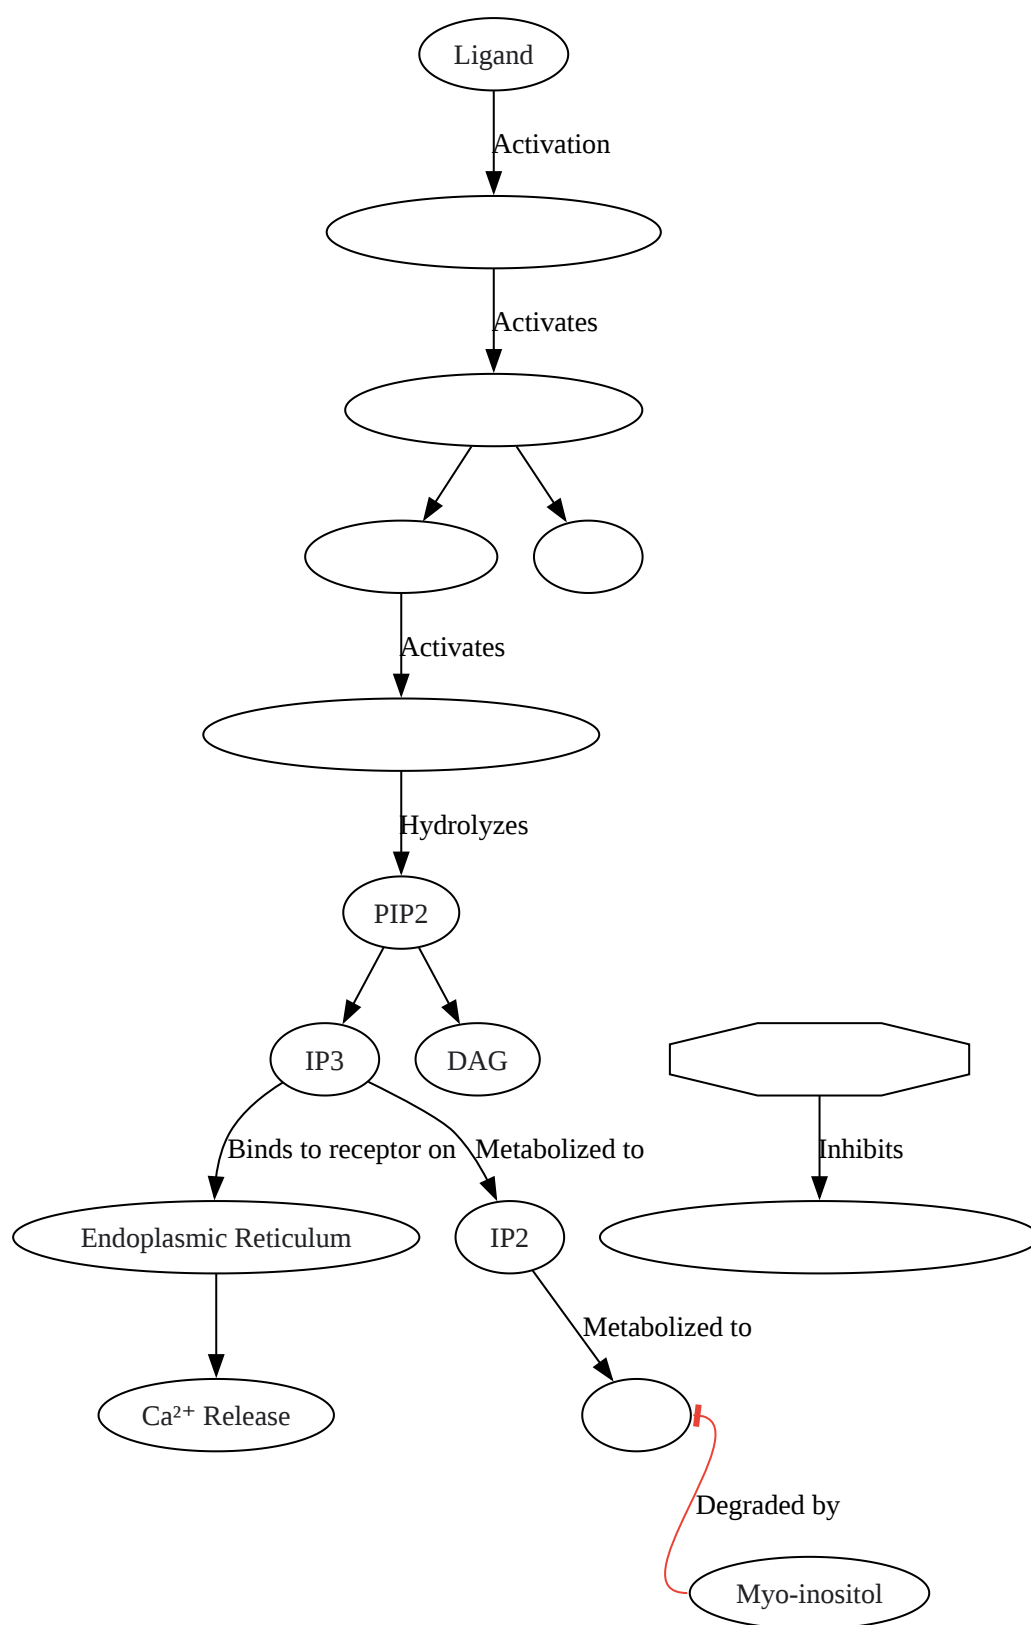 Ligand
Activation
Activates
Activates
Hydrolyzes
PIP2
IP3
DAG
Binds to receptor on
Metabolized to
Inhibits
Endoplasmic Reticulum
IP2
Metabolized to
Ca²⁺ Release
Degraded by
Myo-inositol